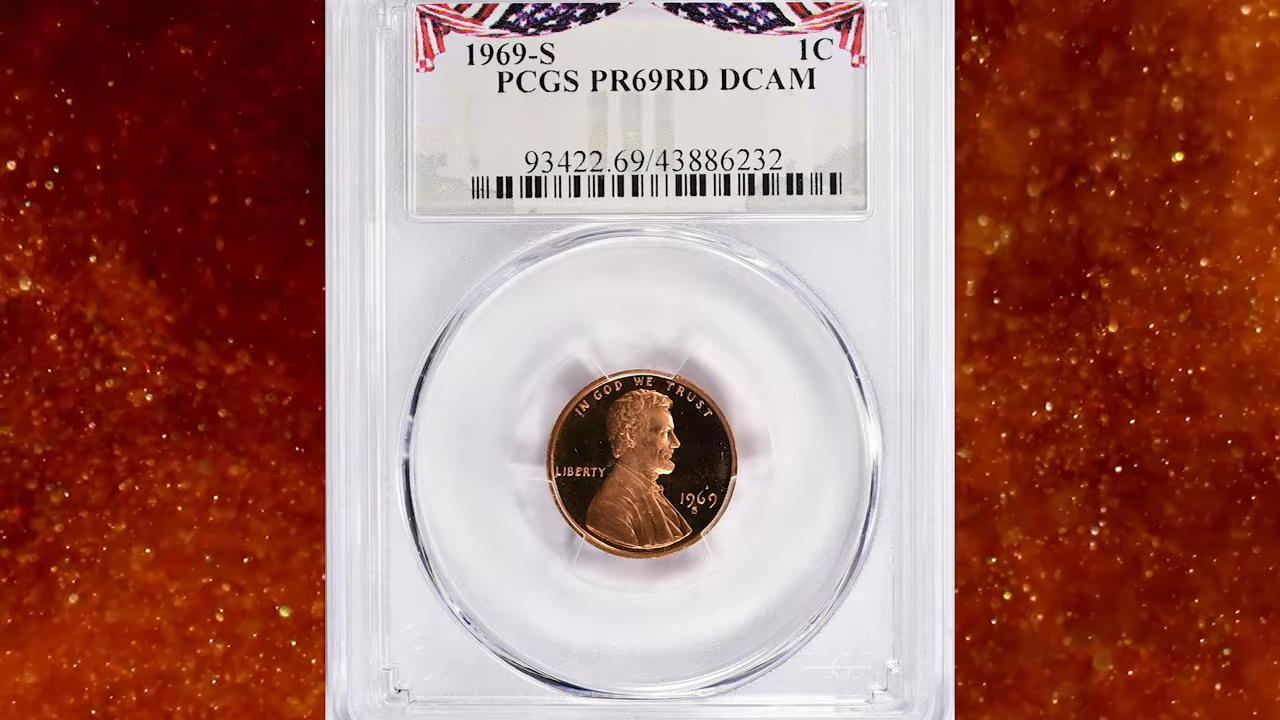 1969-S 1C
PCGS PR69RD DCAM
93422.69/43886232
IN GOD WE TRUST
LIBERTY
1969
S